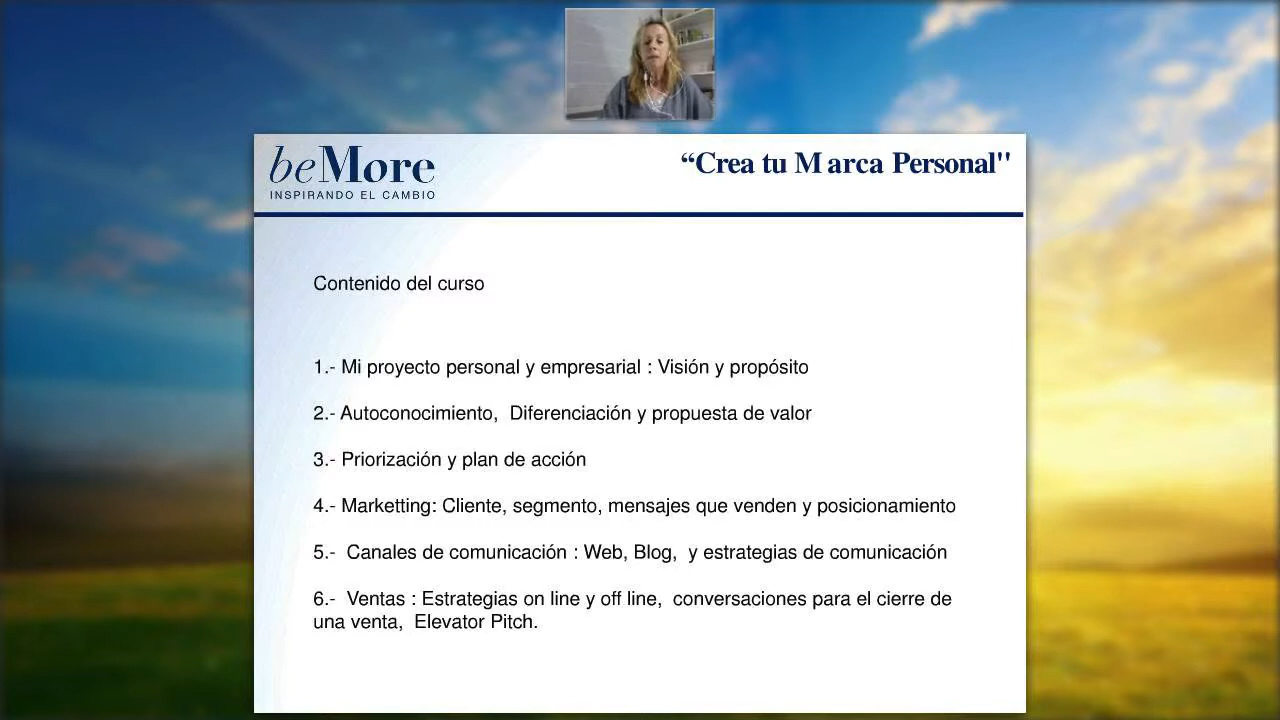 beMore
INSPIRANDO EL CAMBIO
“Crea tu Marca Personal"
Contenido del curso
1.- Mi proyecto personal y empresarial : Visión y propósito
2.- Autoconocimiento,  Diferenciación y propuesta de valor
3.- Priorización y plan de acción
4.- Marketting: Cliente, segmento, mensajes que venden y posicionamiento
5.-  Canales de comunicación : Web, Blog,  y estrategias de comunicación
6.-  Ventas : Estrategias on line y off line,  conversaciones para el cierre de
una venta,  Elevator Pitch.